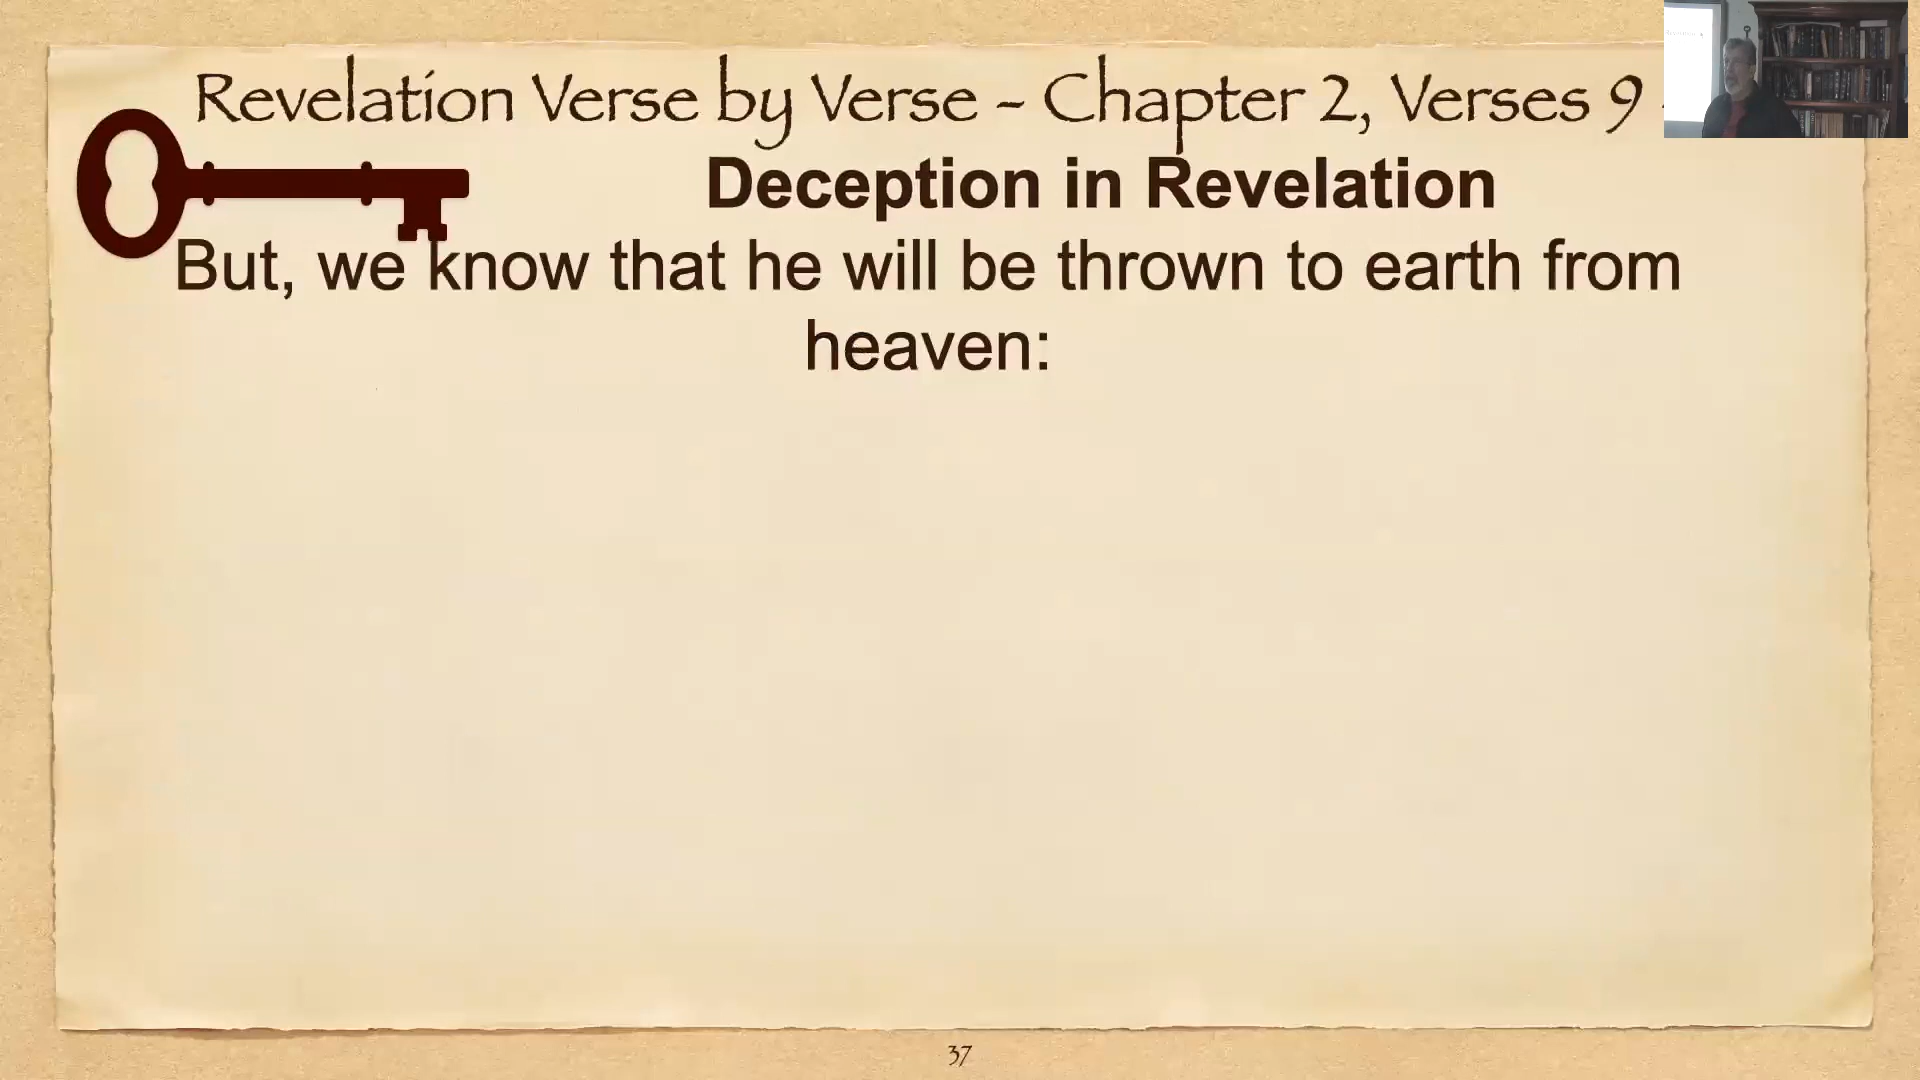 Revelation Verse by Verse - Chapter 2, Verses 9
Deception in Revelation
But, we know that he will be thrown to earth from
heaven:
37